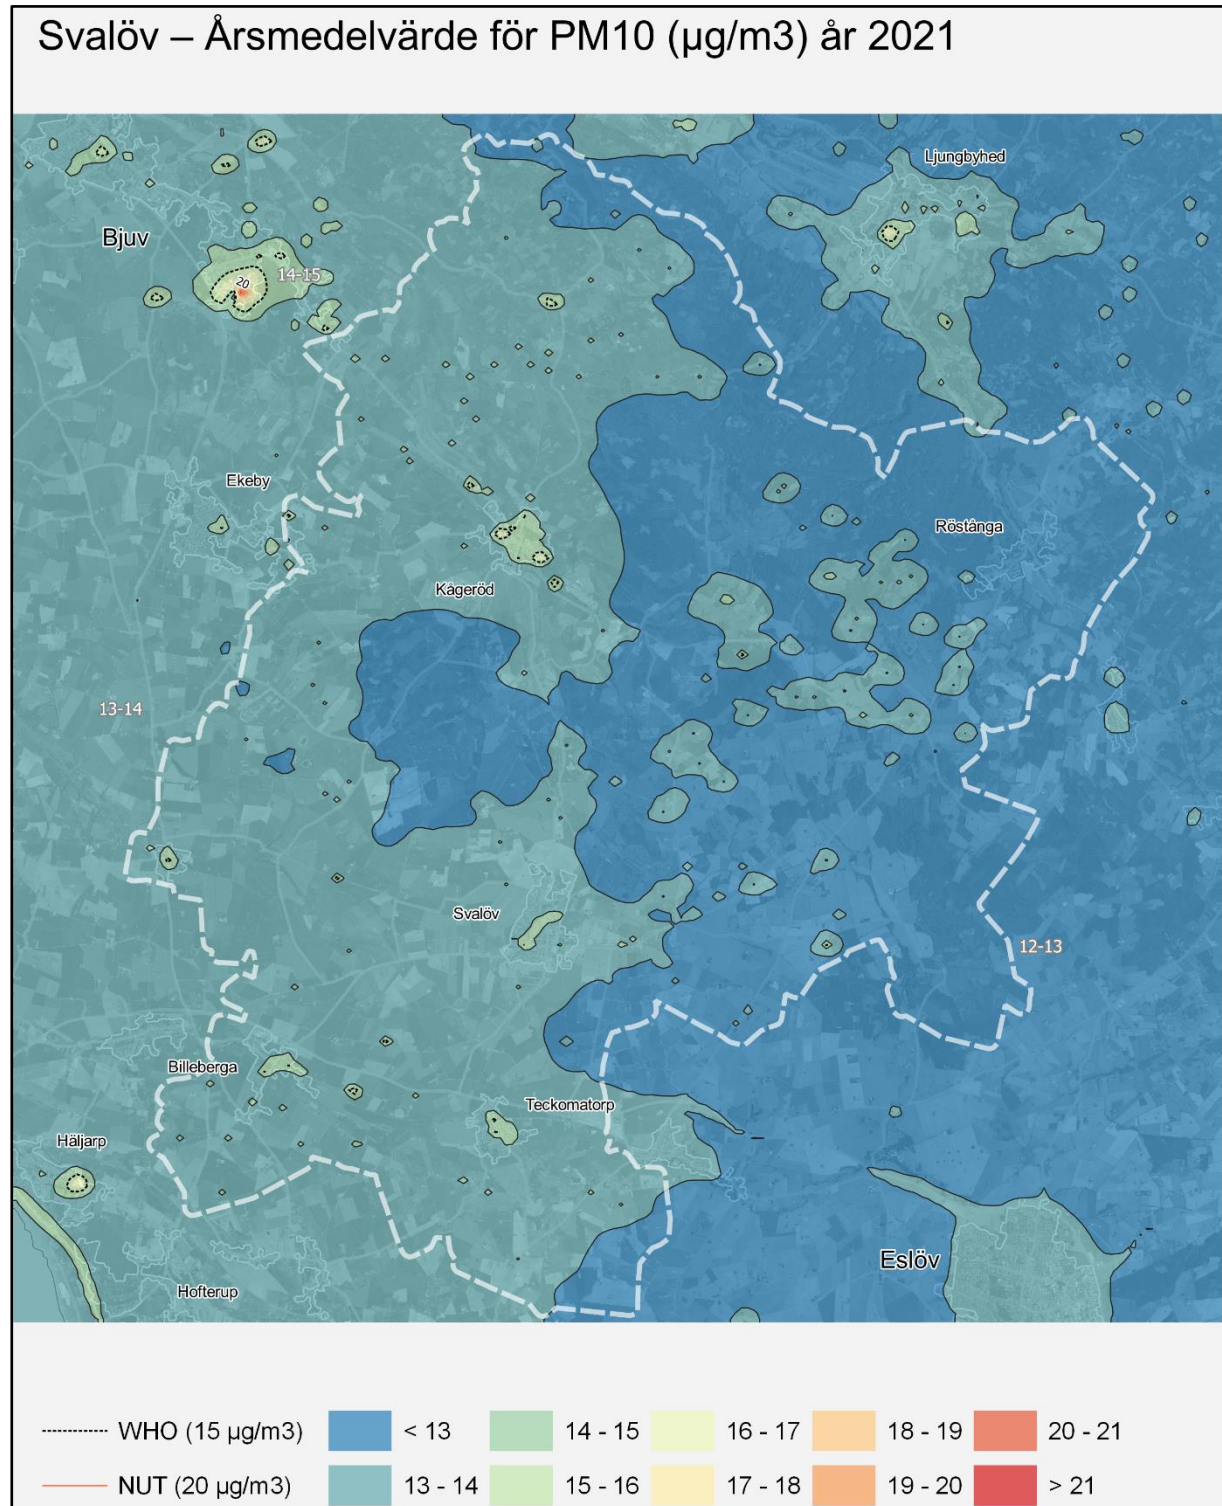 Svalöv – Årsmedelvärde för PM10 (µg/m3) år 2021
Ljungbyhed
Bjuv
14-15
20
Ekeby
Röstånga
Kågeröd
13-14
Svalöv
12-13
Billeberga
Teckomatorp
Häljarp
Eslöv
Hofterup
WHO (15 µg/m3) < 13 14 - 15 16 - 17 18 - 19 20 - 21
NUT (20 µg/m3) 13 - 14 15 - 16 17 - 18 19 - 20 > 21